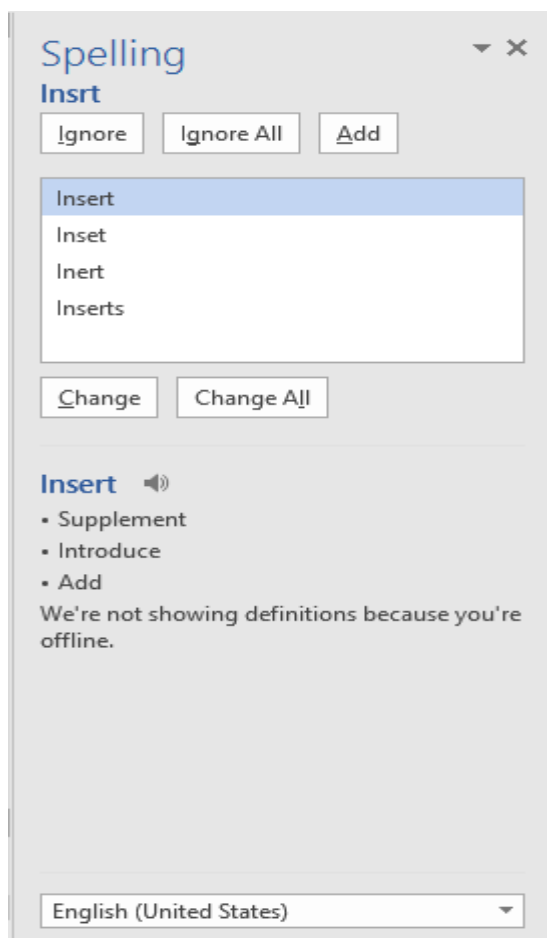 Spelling
Insrt
Ignore Ignore All Add
Insert
Inset
Inert
Inserts
Change Change All
Insert
• Supplement
• Introduce
• Add
We're not showing definitions because you're
offline.
English (United States)